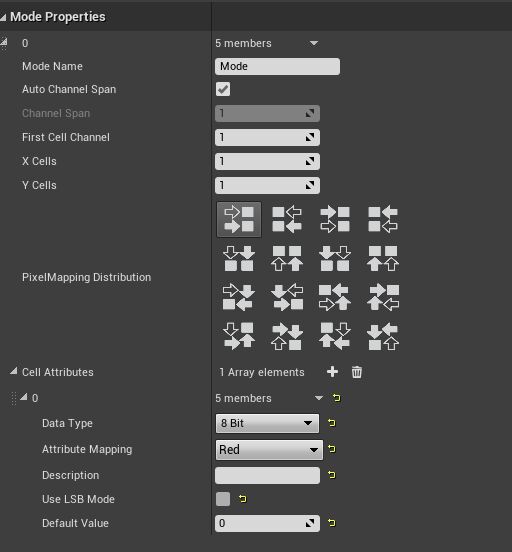 Mode Properties
0 5 members
Mode Name Mode
Auto Channel Span
Channel Span 1
First Cell Channel 1
X Cells 1
Y Cells 1
PixelMapping Distribution
Cell Attributes 1 Array elements
0 5 members
Data Type 8 Bit
Attribute Mapping Red
Description
Use LSB Mode
Default Value 0